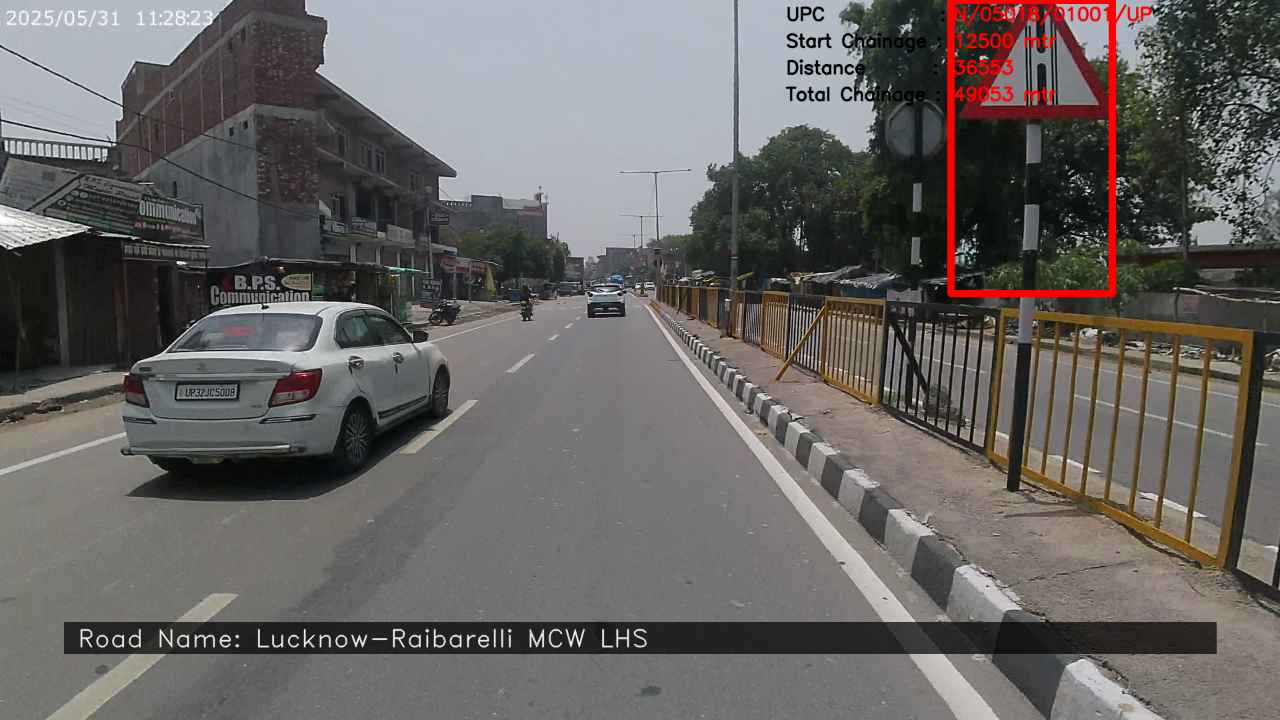 2025/05/31 11:28:23
UPC : N/05018/01001/UP
Start Chainage : 12500 mtr
Distance : 36553
Total Chainage : 49053 mtr
ommunication
B.P.S.
Communication
UP32JC5008
Road Name: Lucknow-Raibarelli MCW LHS